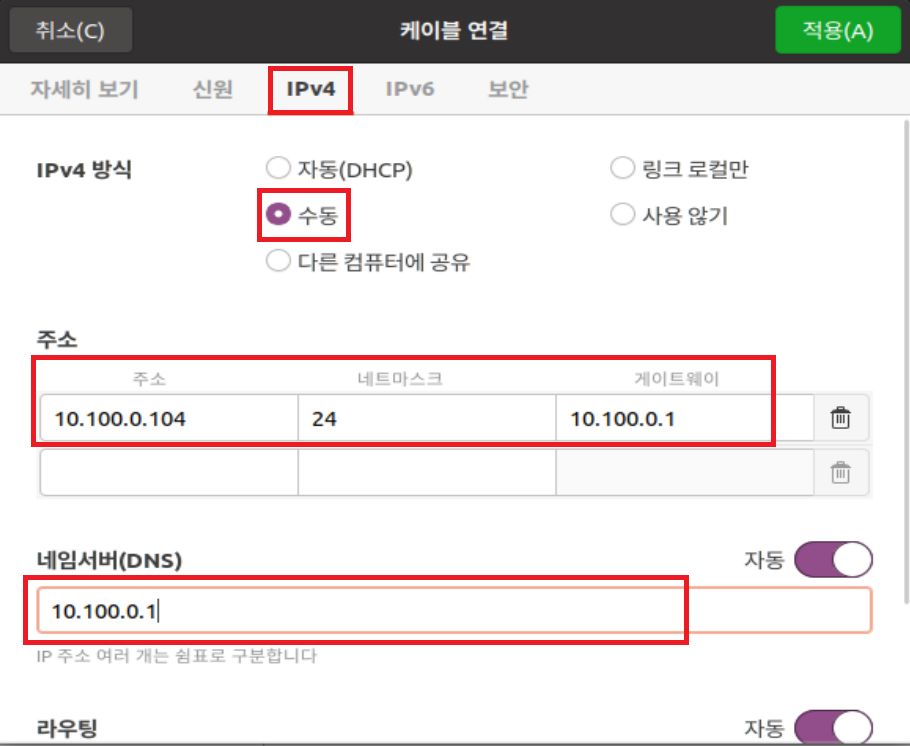 취소(C) 케이블 연결 적용(A)
자세히 보기 신원 IPv4 IPv6 보안
IPv4 방식 자동(DHCP) 링크 로컬만
수동 사용 않기
다른 컴퓨터에 공유
주소
주소 네트마스크 게이트웨이
10.100.0.104 24 10.100.0.1
네임서버(DNS) 자동
10.100.0.1
IP 주소 여러 개는 쉼표로 구분합니다
라우팅 자동